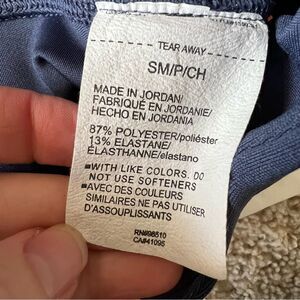 --- TEAR AWAY ---
SM/P/CH
MADE IN JORDAN/
FABRIQUÉ EN JORDANIE/
HECHO EN JORDANIA
87% POLYESTER/poliéster
13% ELASTANE/
ÉLASTHANNE/elastano
■WITH LIKE COLORS. DO
NOT USE SOFTENERS
■AVEC DES COULEURS
SIMILAIRES NE PAS UTILISER
D'ASSOUPLISSANTS
RN#98510
CA#41095